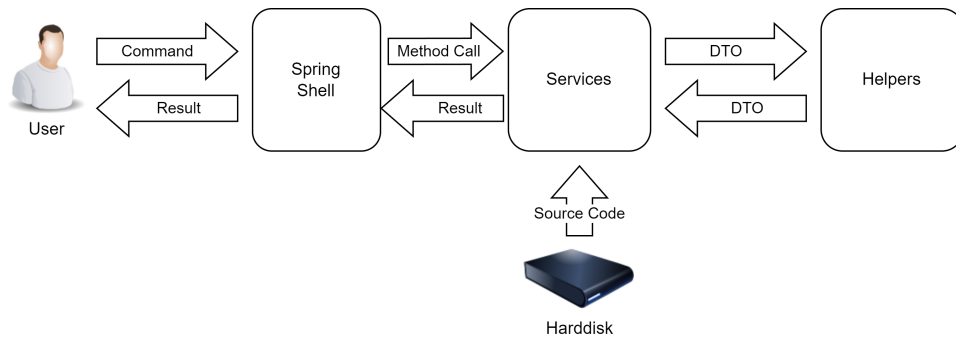 Command
Result
User
Spring
Shell
Method Call
Result
Services
DTO
DTO
Helpers
Source Code
Harddisk